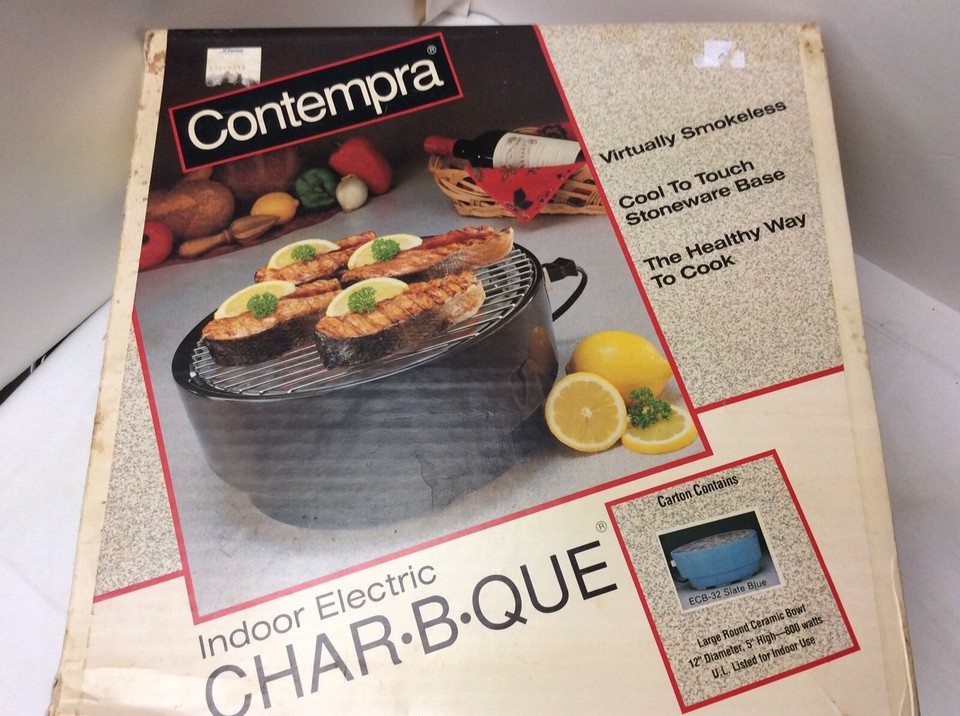 Contempra®
Virtually Smokeless
Cool To Touch
Stoneware Base
The Healthy Way
To Cook
Indoor Electric
CHAR•B•QUE®
Carton Contains
ECB-32 Slate Blue
Large Round Ceramic Bowl
12" Diameter, 5" High—800 watts
U.L. Listed for Indoor Use